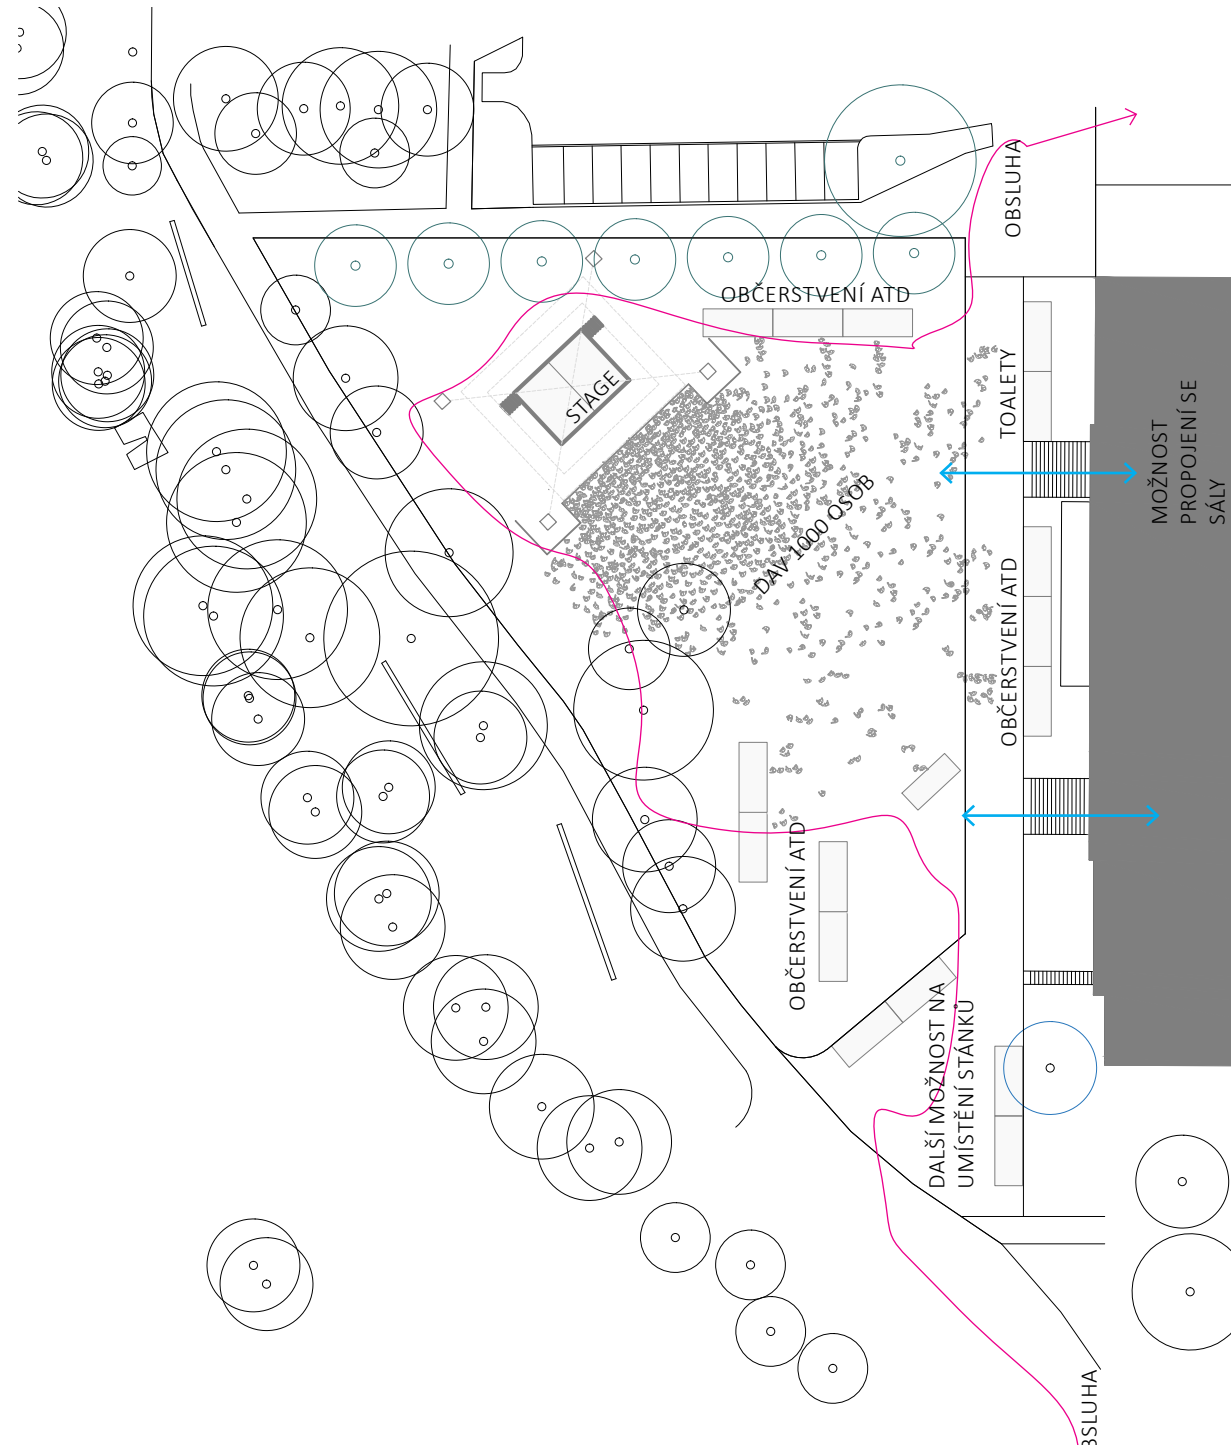 OBSLUHA
OBČERSTVENÍ ATD
STAGE
TOALETY
MOŽNOST
PROPOJENÍ SE
SÁLY
DAV 1000 OSOB
OBČERSTVENÍ ATD
OBČERSTVENÍ ATD
DALŠÍ MOŽNOST NA
UMÍSTĚNÍ STÁNKŮ
BSLUHA